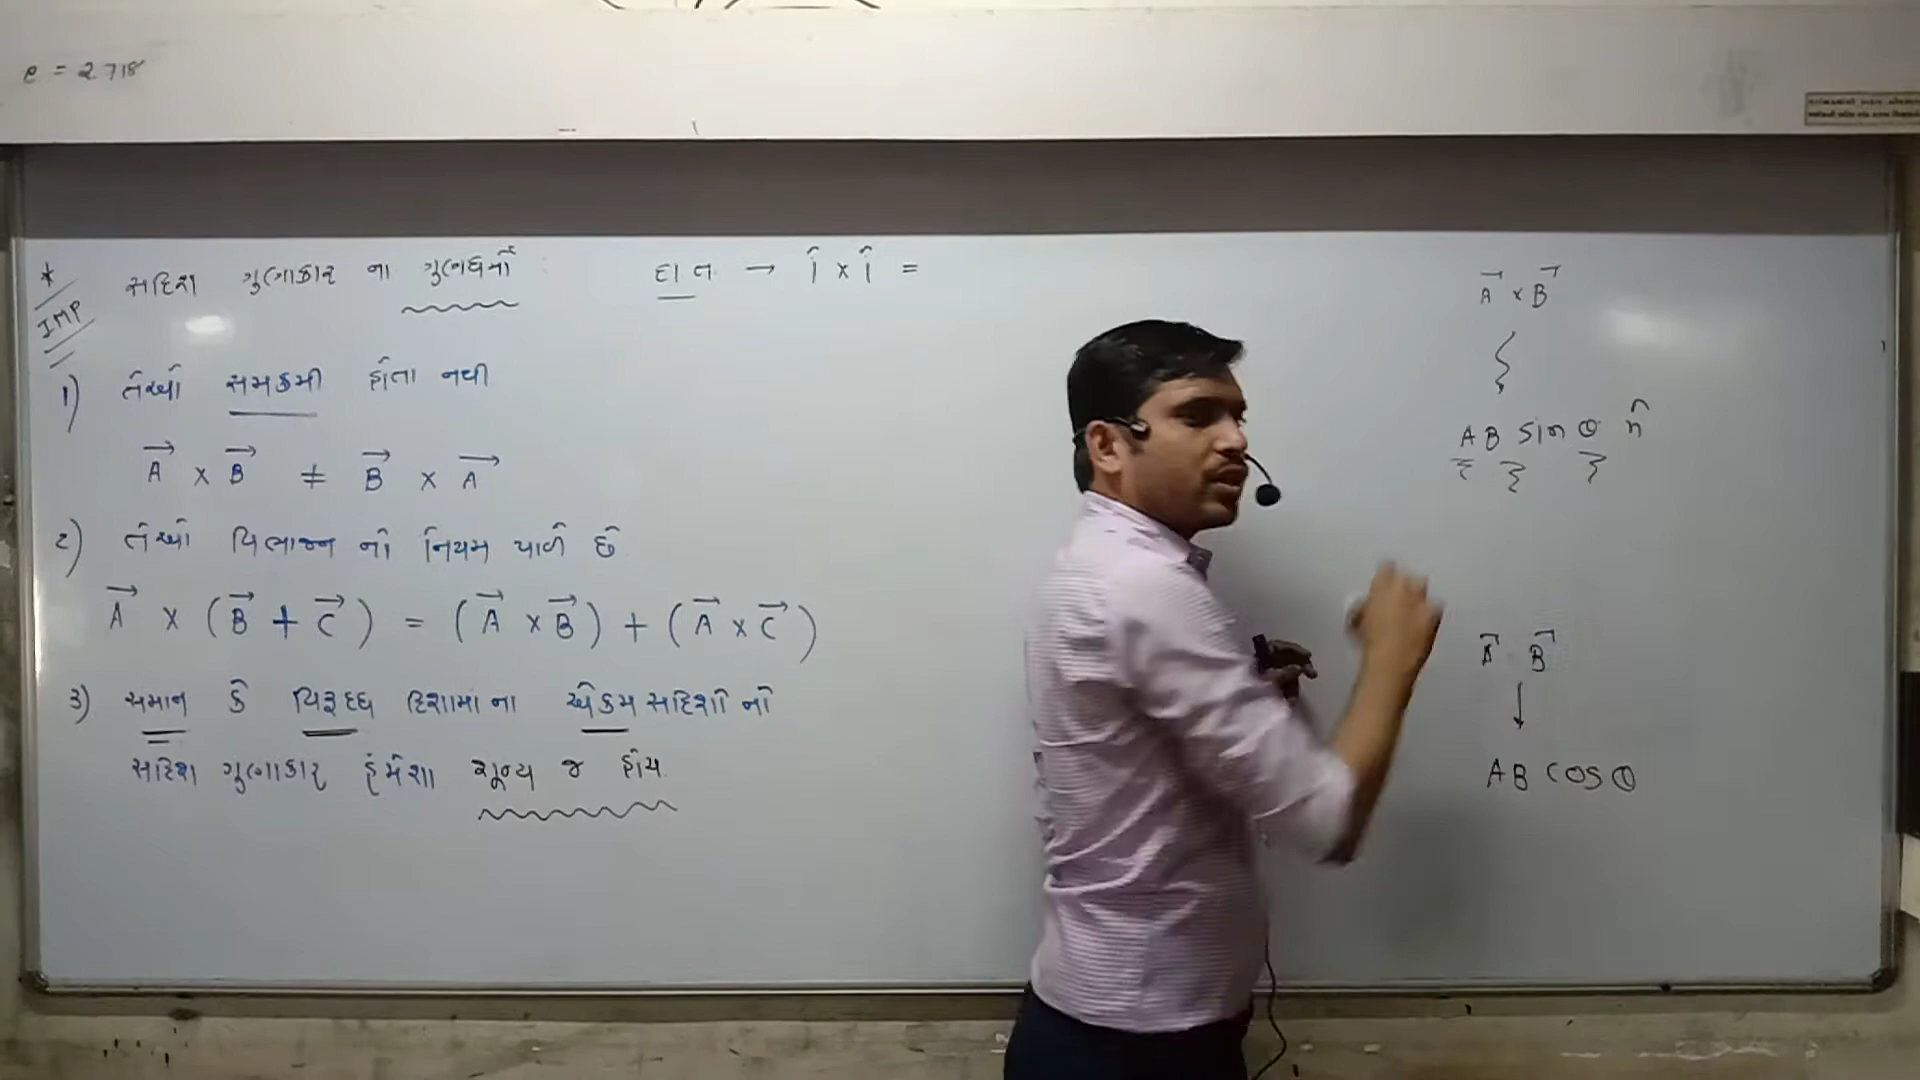 e = 2.718
* સદિશ ગુણાકાર ના ગુણધર્મો : દા.ત. → î × î =
IMP
1) તેઓ સમક્રમી હોતા નથી
A⃗ × B⃗ ≠ B⃗ × A⃗
2) તેઓ વિભાજન નો નિયમ પાળે છે
A⃗ × (B⃗ + C⃗) = (A⃗ × B⃗) + (A⃗ × C⃗)
3) સમાન કે વિરૂદ્ધ દિશામાં ના એકમ સદિશો નો
સદિશ ગુણાકાર હંમેશા શૂન્ય જ હોય.
A⃗ × B⃗
AB sin θ n̂
A⃗ · B⃗
↓
AB cos θ